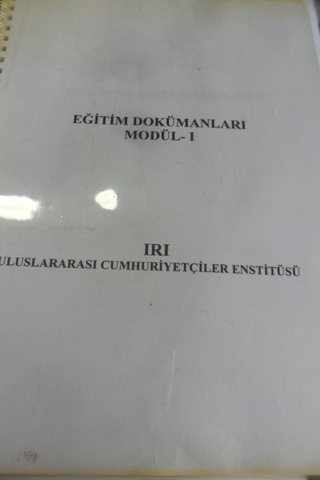 EĞİTİM DOKÜMANLARI
MODÜL- I
IRI
ULUSLARARASI CUMHURİYETÇİLER ENSTİTÜSÜ